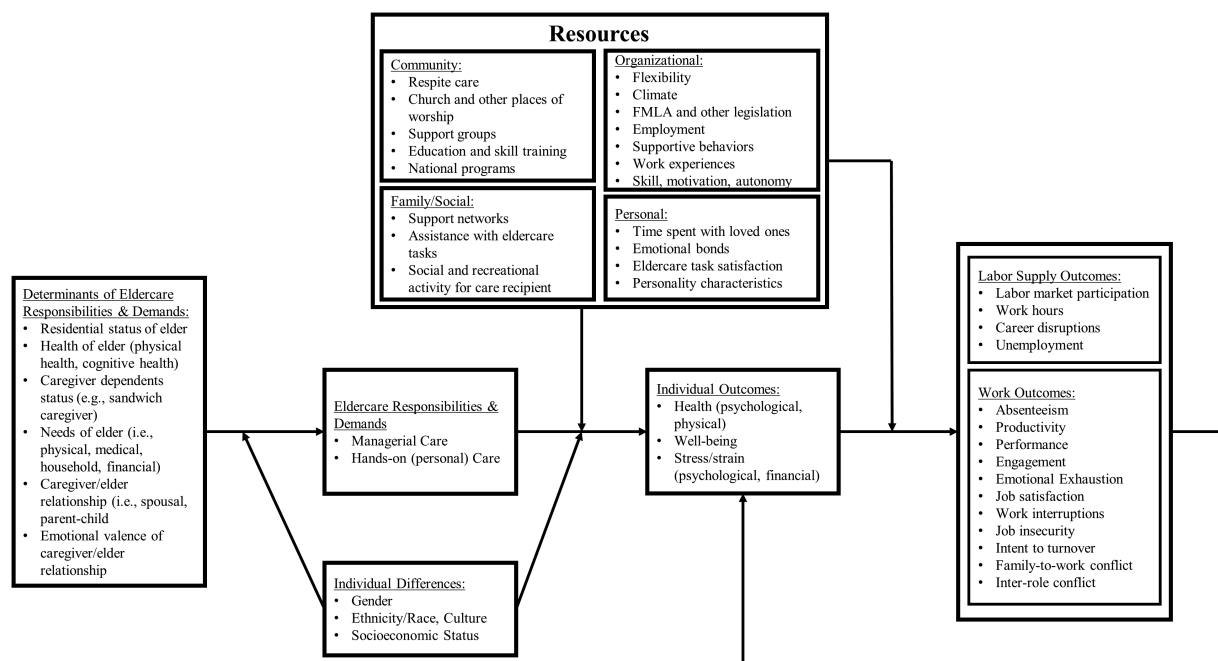 Resources
Community:
• Respite care
• Church and other places of
worship
• Support groups
• Education and skill training
• National programs
Organizational:
• Flexibility
• Climate
• FMLA and other legislation
• Employment
• Supportive behaviors
• Work experiences
• Skill, motivation, autonomy
Family/Social:
• Support networks
• Assistance with eldercare
tasks
• Social and recreational
activity for care recipient
Personal:
• Time spent with loved ones
• Emotional bonds
• Eldercare task satisfaction
• Personality characteristics
Determinants of Eldercare
Responsibilities & Demands:
• Residential status of elder
• Health of elder (physical
health, cognitive health)
• Caregiver dependents
status (e.g., sandwich
caregiver)
• Needs of elder (i.e.,
physical, medical,
household, financial)
• Caregiver/elder
relationship (i.e., spousal,
parent-child
• Emotional valence of
caregiver/elder
relationship
Eldercare Responsibilities &
Demands
• Managerial Care
• Hands-on (personal) Care
Individual Differences:
• Gender
• Ethnicity/Race, Culture
• Socioeconomic Status
Individual Outcomes:
• Health (psychological,
physical)
• Well-being
• Stress/strain
(psychological, financial)
Labor Supply Outcomes:
• Labor market participation
• Work hours
• Career disruptions
• Unemployment
Work Outcomes:
• Absenteeism
• Productivity
• Performance
• Engagement
• Emotional Exhaustion
• Job satisfaction
• Work interruptions
• Job insecurity
• Intent to turnover
• Family-to-work conflict
• Inter-role conflict